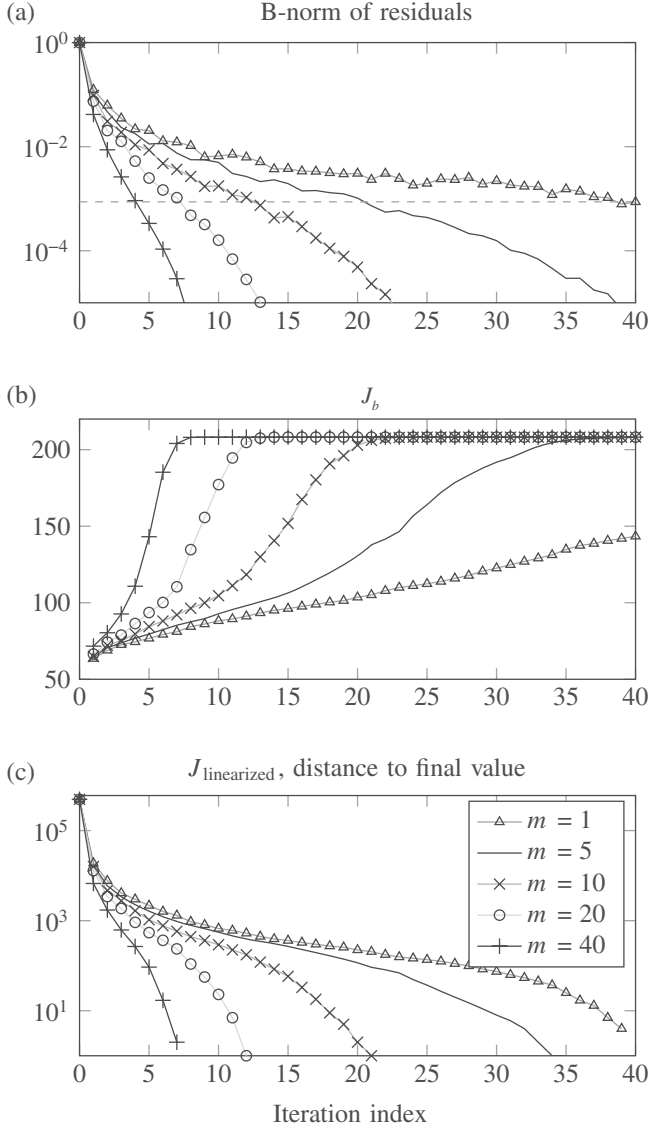 (a) B-norm of residuals
10^0
10^−2
10^−4
0 5 10 15 20 25 30 35 40
(b) J_b
200
150
100
50
0 5 10 15 20 25 30 35 40
(c) J_linearized, distance to final value
10^5
10^3
10^1
m = 1
m = 5
m = 10
m = 20
m = 40
0 5 10 15 20 25 30 35 40
Iteration index